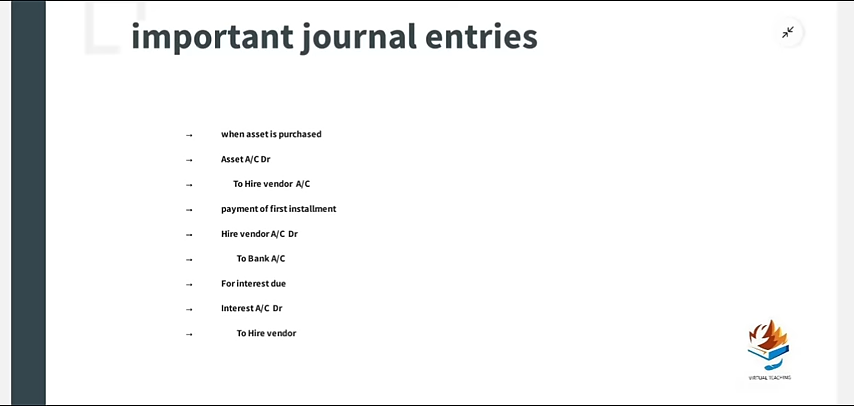 important journal entries
→ when asset is purchased
→ Asset A/C Dr
→ To Hire vendor A/C
→ payment of first installment
→ Hire vendor A/C Dr
→ To Bank A/C
→ For interest due
→ Interest A/C Dr
→ To Hire vendor
VIRTUAL TEACHING